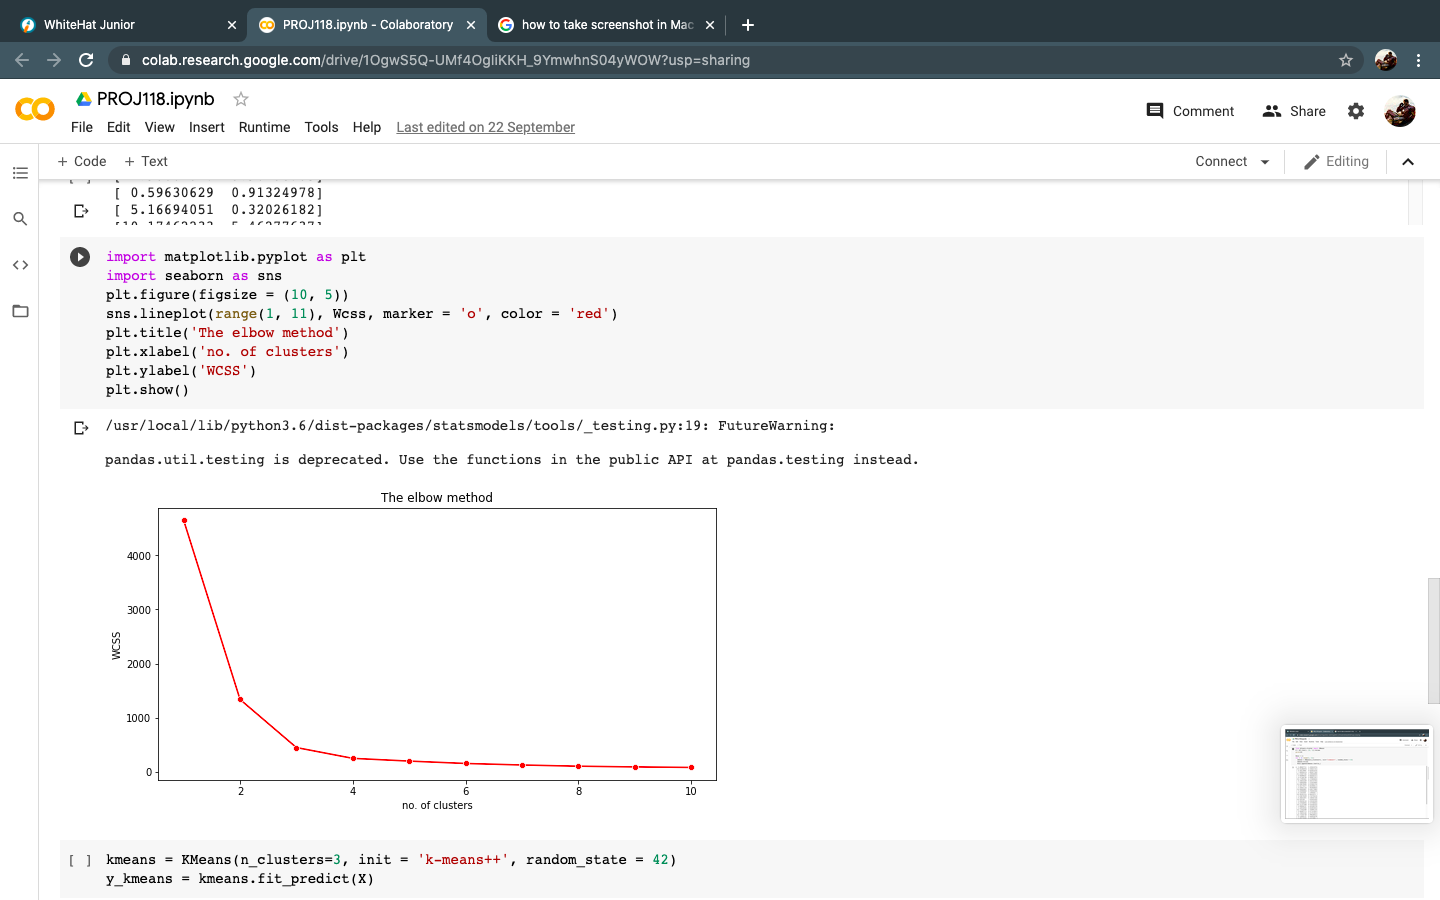 WhiteHat Junior
PROJ118.ipynb - Colaboratory
how to take screenshot in Mac
colab.research.google.com/drive/1OgwS5Q-UMf4OgliKKH_9YmwhnS04yWOW?usp=sharing
PROJ118.ipynb
Comment
Share
File Edit View Insert Runtime Tools Help Last edited on 22 September
+ Code + Text
Connect
Editing
[ 0.59630629 0.91324978]
[ 5.16694051 0.32026182]
import matplotlib.pyplot as plt
import seaborn as sns
plt.figure(figsize = (10, 5))
sns.lineplot(range(1, 11), Wcss, marker = 'o', color = 'red')
plt.title('The elbow method')
plt.xlabel('no. of clusters')
plt.ylabel('WCSS')
plt.show()
/usr/local/lib/python3.6/dist-packages/statsmodels/tools/_testing.py:19: FutureWarning:
pandas.util.testing is deprecated. Use the functions in the public API at pandas.testing instead.
The elbow method
4000
3000
2000
1000
0
WCSS
2 4 6 8 10
no. of clusters
[ ] kmeans = KMeans(n_clusters=3, init = 'k-means++', random_state = 42)
y_kmeans = kmeans.fit_predict(X)